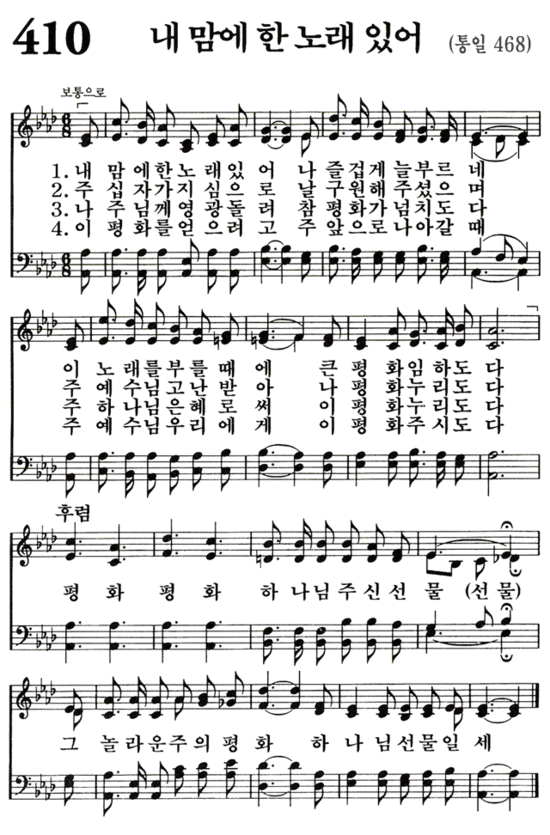 410 내 맘에 한 노래 있어 (통일 468)
보통으로
6/8
1. 내 맘에한노래있 어 나 즐겁게늘부르 네
2. 주 십자가지심으 로 날 구원해주셨으 며
3. 나 주님께영광돌 려 참 평화가넘치도 다
4. 이 평화를얻으려 고 주 앞으로나아갈 때
6/8
이 노래를부를때 에 큰 평화임하도 다
주 예수님고난받 아 나 평화누리도 다
주 하나님은혜로 써 이 평화누리도 다
주 예수님우리에 게 이 평화주시도 다
후렴
평 화 평 화 하나님주신선 물 (선 물)
그 놀라운주의평 화 하나님선물일 세